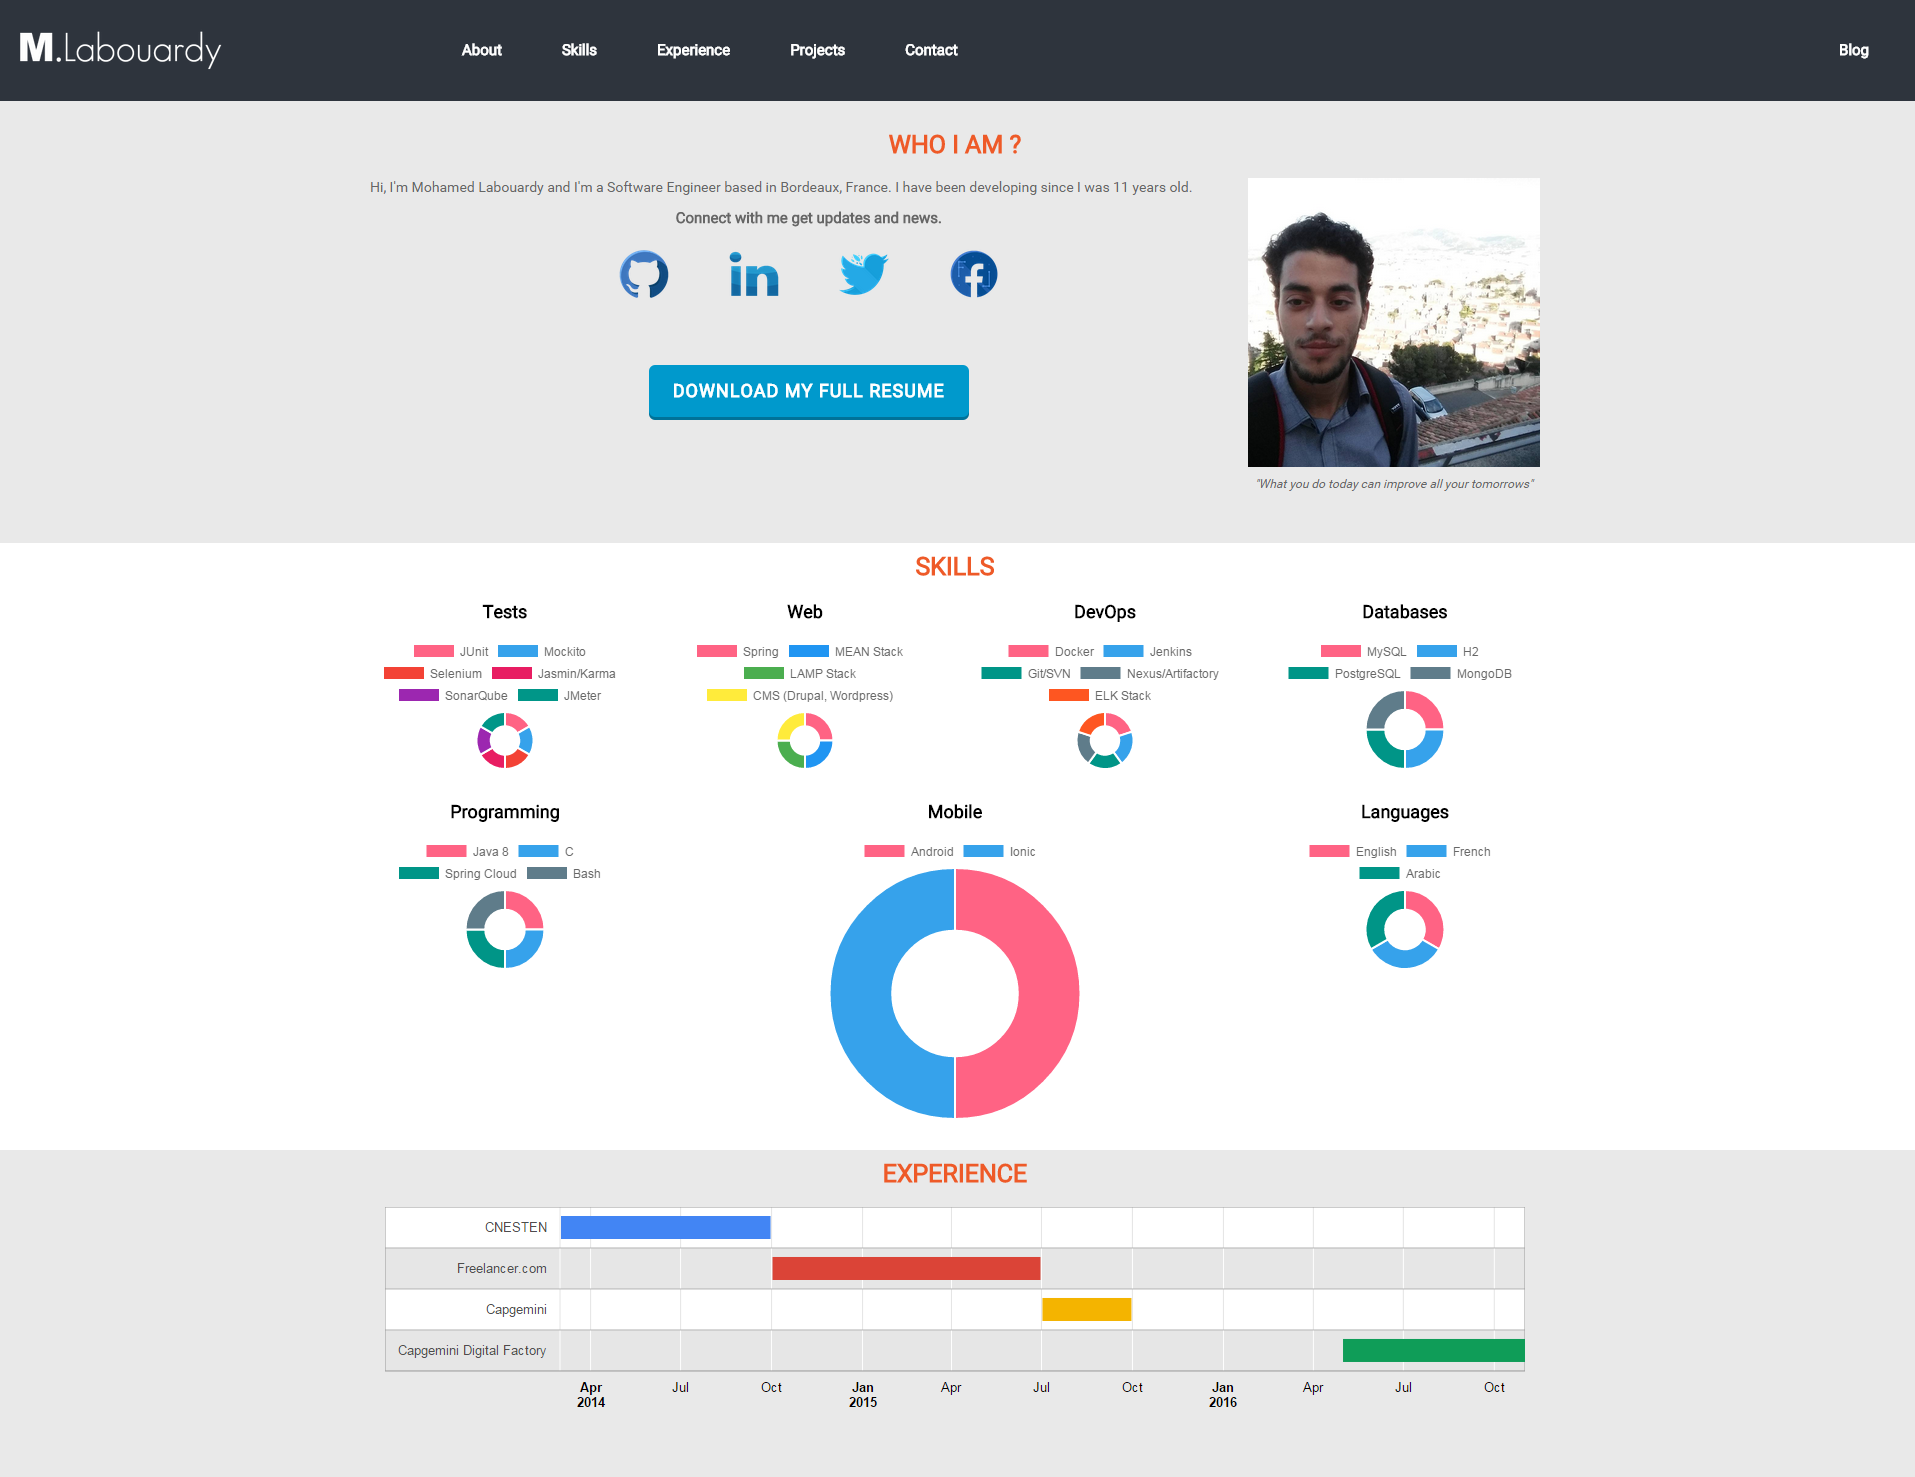 M.Labouardy
About Skills Experience Projects Contact Blog
WHO I AM ?
Hi, I'm Mohamed Labouardy and I'm a Software Engineer based in Bordeaux, France. I have been developing since I was 11 years old.
Connect with me get updates and news.
DOWNLOAD MY FULL RESUME
"What you do today can improve all your tomorrows"
SKILLS
Tests
JUnit Mockito
Selenium Jasmin/Karma
SonarQube JMeter
Web
Spring MEAN Stack
LAMP Stack
CMS (Drupal, Wordpress)
DevOps
Docker Jenkins
Git/SVN Nexus/Artifactory
ELK Stack
Databases
MySQL H2
PostgreSQL MongoDB
Programming
Java 8 C
Spring Cloud Bash
Mobile
Android Ionic
Languages
English French
Arabic
EXPERIENCE
CNESTEN
Freelancer.com
Capgemini
Capgemini Digital Factory
Apr Jul Oct Jan Apr Jul Oct Jan Apr Jul Oct
2014 2015 2016